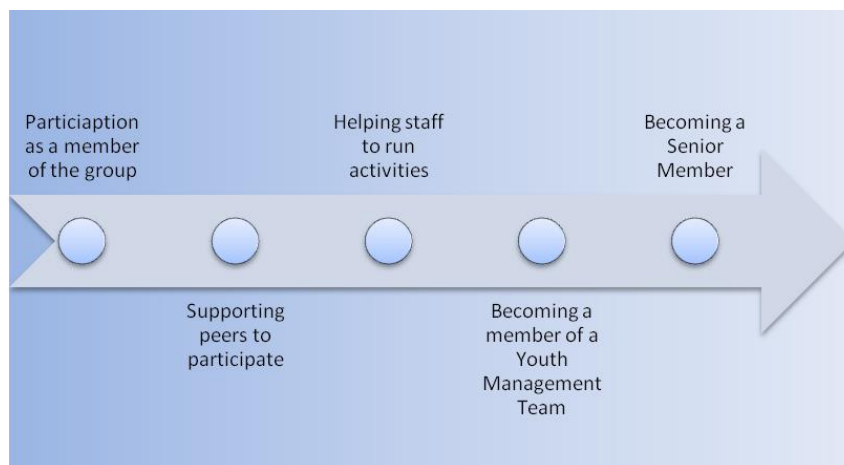 Particiaption
as a member
of the group
Supporting
peers to
participate
Helping staff
to run
activities
Becoming a
member of a
Youth
Management
Team
Becoming a
Senior
Member